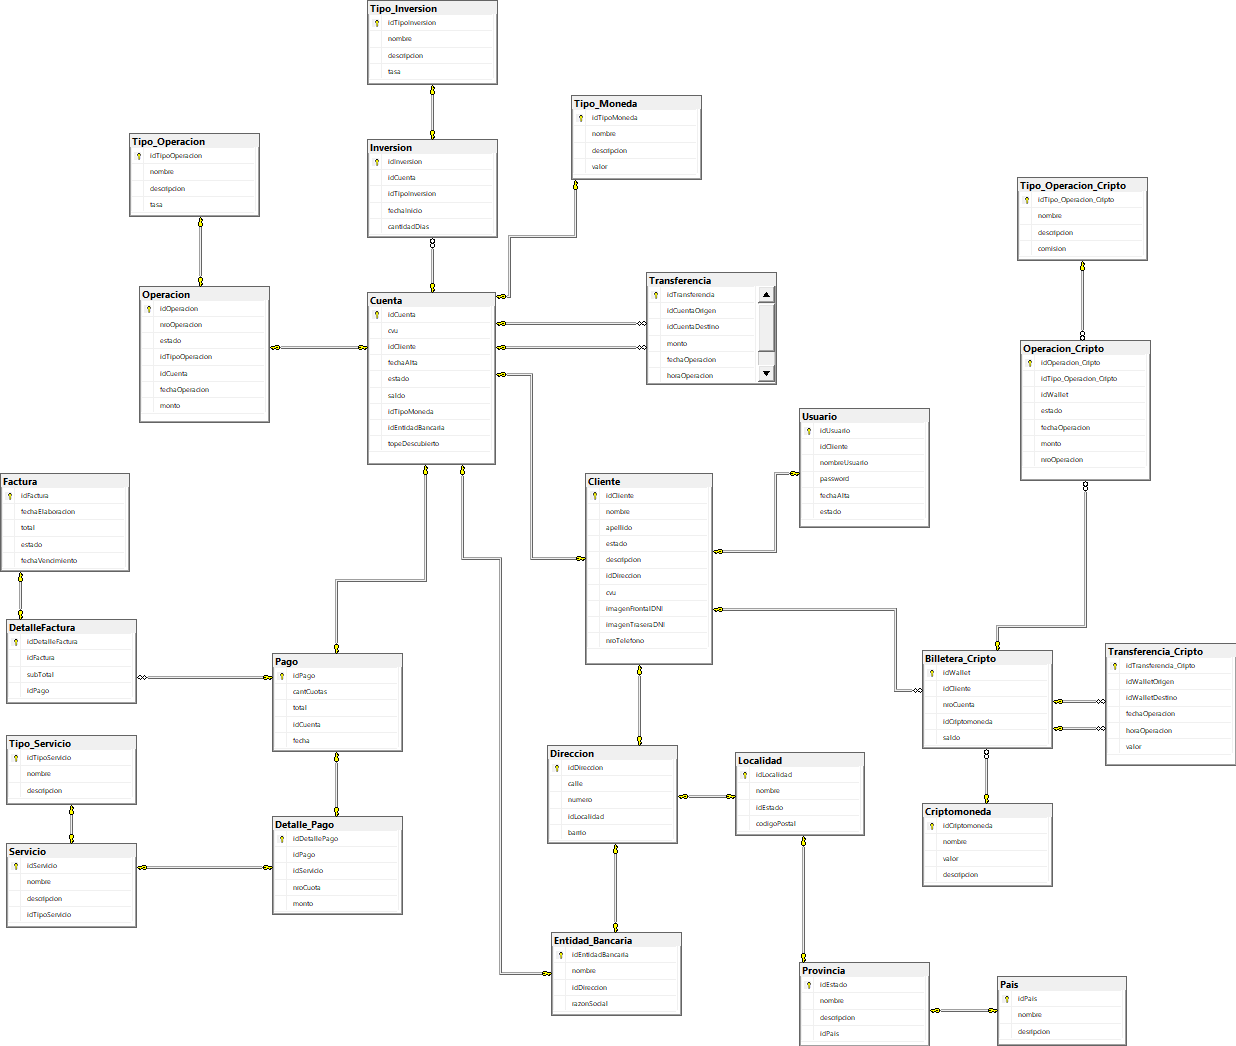 Tipo_Inversion
idTipoInversion
nombre
descripcion
tasa
Tipo_Moneda
idTipoMoneda
nombre
descripcion
valor
Tipo_Operacion
idTipoOperacion
nombre
descripcion
tasa
Inversion
idInversion
idCuenta
idTipoInversion
fechaInicio
cantidadDias
Tipo_Operacion_Cripto
idTipo_Operacion_Cripto
nombre
descripcion
comision
Operacion
idOperacion
nroOperacion
estado
idTipoOperacion
idCuenta
fechaOperacion
monto
Cuenta
idCuenta
cvu
idCliente
fechaAlta
estado
saldo
idTipoMoneda
idEntidadBancaria
topeDescubierto
Transferencia
idTransferencia
idCuentaOrigen
idCuentaDestino
monto
fechaOperacion
horaOperacion
Operacion_Cripto
idOperacion_Cripto
idTipo_Operacion_Cripto
idWallet
estado
fechaOperacion
monto
nroOperacion
Usuario
idUsuario
idCliente
nombreUsuario
password
fechaAlta
estado
Factura
idFactura
fechaElaboracion
total
estado
fechaVencimiento
Cliente
idCliente
nombre
apellido
estado
descripcion
idDireccion
cvu
imagenFrontalDNI
imagenTraseraDNI
nroTelefono
DetalleFactura
idDetalleFactura
idFactura
subTotal
idPago
Pago
idPago
cantCuotas
total
idCuenta
fecha
Billetera_Cripto
idWallet
idCliente
nroCuenta
idCriptomoneda
saldo
Transferencia_Cripto
idTransferencia_Cripto
idWalletOrigen
idWalletDestino
fechaOperacion
horaOperacion
valor
Tipo_Servicio
idTipoServicio
nombre
descripcion
Direccion
idDireccion
calle
numero
idLocalidad
barrio
Localidad
idLocalidad
nombre
idEstado
codigoPostal
Criptomoneda
idCriptomoneda
nombre
valor
descripcion
Servicio
idServicio
nombre
descripcion
idTipoServicio
Detalle_Pago
idDetallePago
idPago
idServicio
nroCuota
monto
Entidad_Bancaria
idEntidadBancaria
nombre
idDireccion
razonSocial
Provincia
idEstado
nombre
descripcion
idPais
Pais
idPais
nombre
desripcion